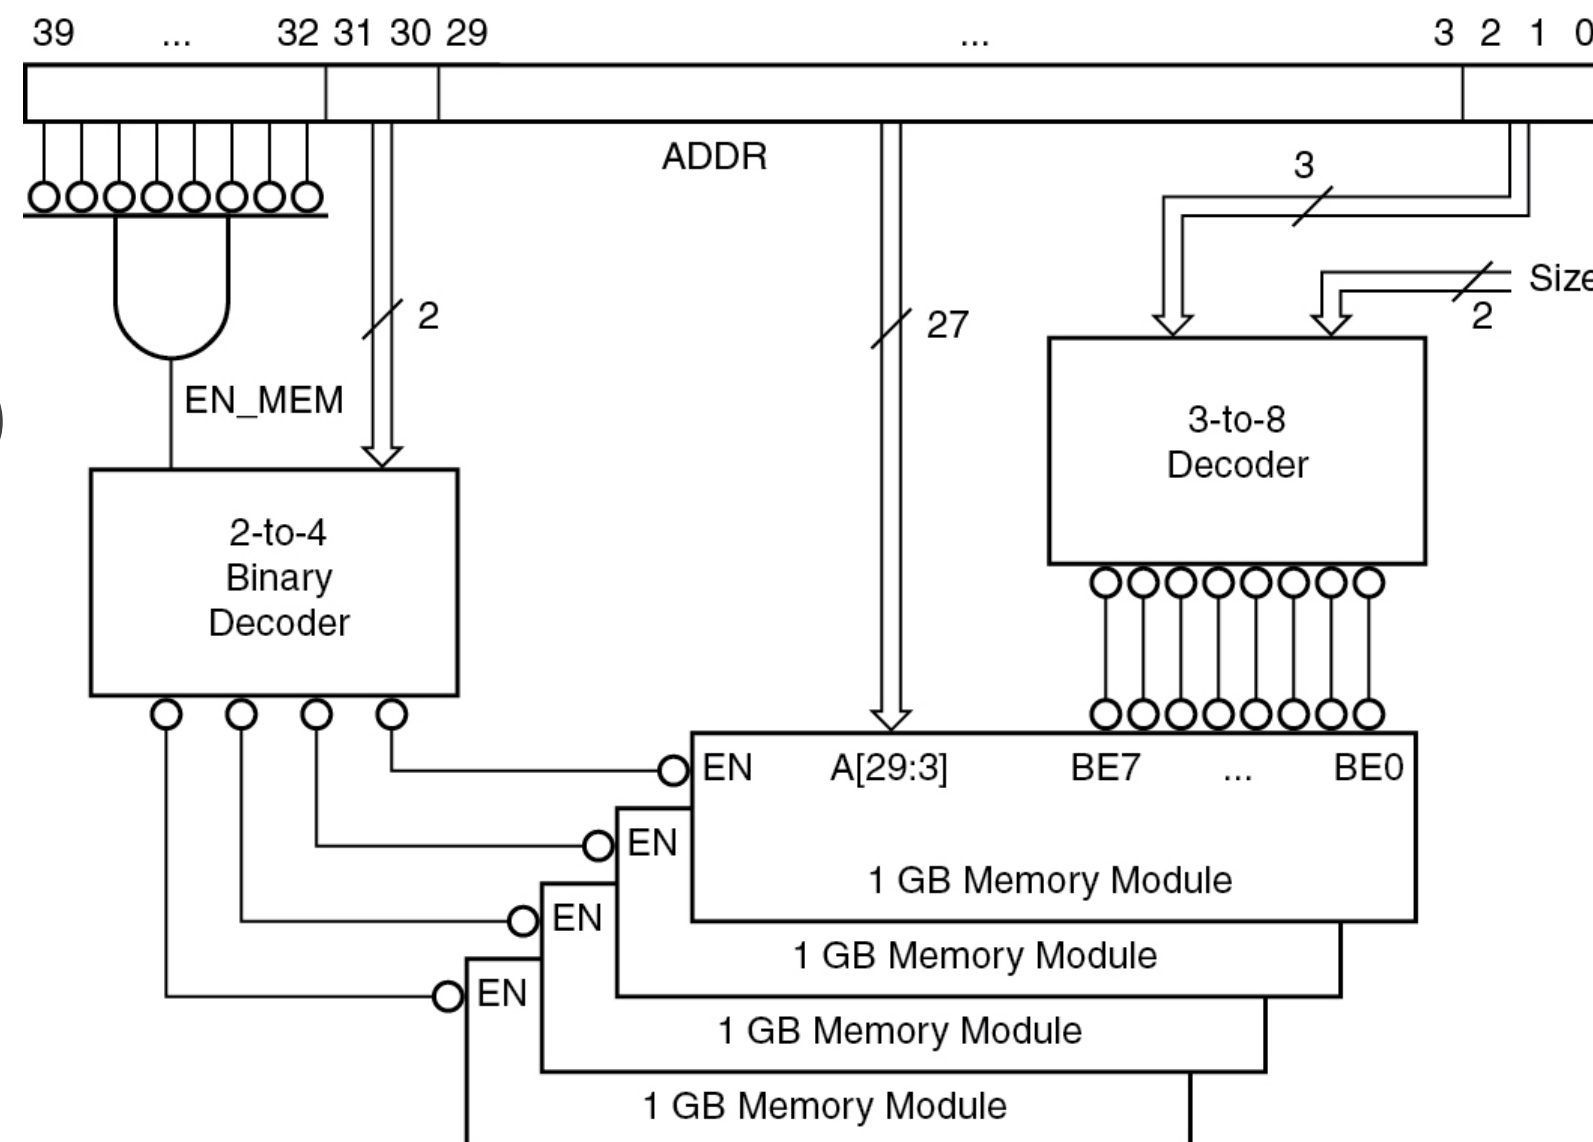 39 ... 32 31 30 29 ... 3 2 1 0
ADDR
3
Size
2
2
27
EN_MEM
3-to-8
Decoder
2-to-4
Binary
Decoder
EN A[29:3] BE7 ... BE0
EN
1 GB Memory Module
EN
1 GB Memory Module
EN
1 GB Memory Module
1 GB Memory Module